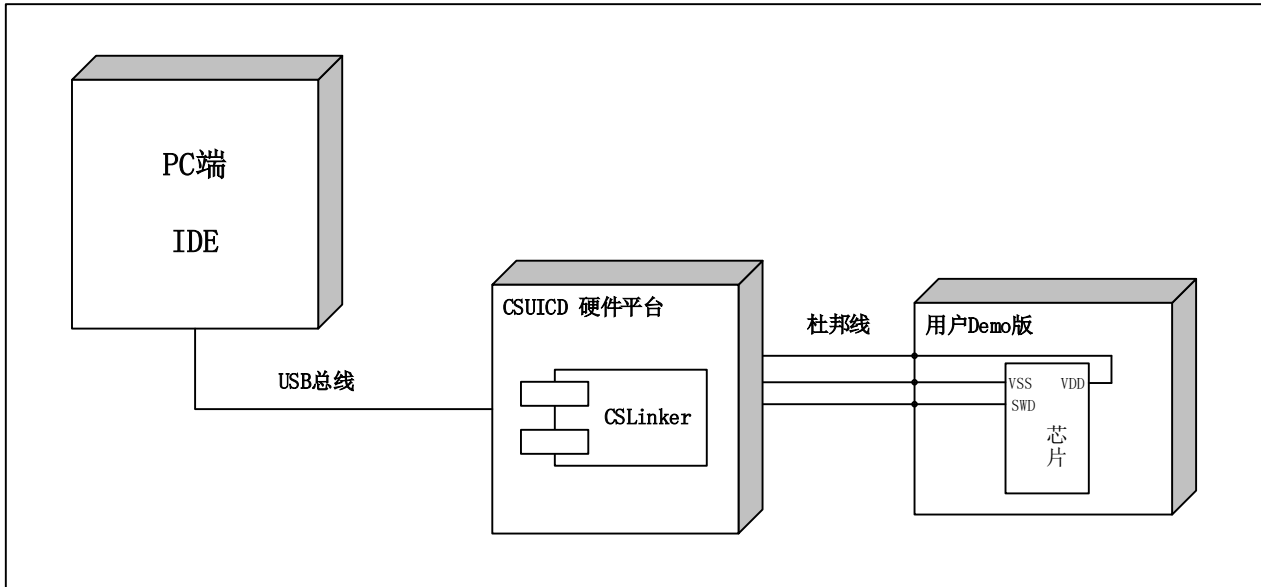 PC端
IDE
USB总线
CSUICD 硬件平台
CSLinker
杜邦线
用户Demo版
VSS
VDD
SWD
芯
片